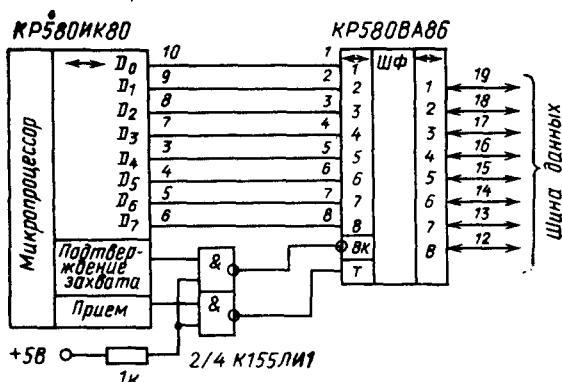 КР580ИК80
КР580ВА86
Микропроцессор
D0 10 1 1
D1 9 2 2
D2 8 3 3
D3 7 4 4
D4 3 5 5
D5 4 6 6
D6 5 7 7
D7 6 8 8
ШФ
1 19
2 18
3 17
4 16
5 15
6 14
7 13
8 12
Шина данных
Подтвер-
ждение
захвата
Прием
&
&
ВК
Т
+5В
1к
2/4 К155ЛИ1